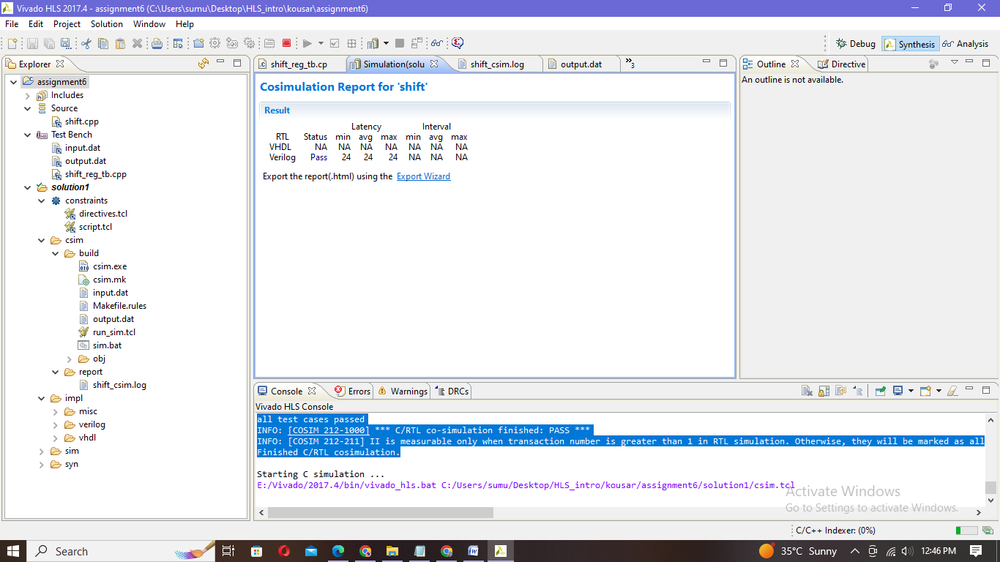 Vivado HLS 2017.4 - assignment6 (C:\Users\sumu\Desktop\HLS_intro\kousar\assignment6)
File Edit Project Solution Window Help
Debug Synthesis Analysis
Explorer
assignment6
Includes
Source
shift.cpp
Test Bench
input.dat
output.dat
shift_reg_tb.cpp
solution1
constraints
directives.tcl
script.tcl
csim
build
csim.exe
csim.mk
input.dat
Makefile.rules
output.dat
run_sim.tcl
sim.bat
obj
report
shift_csim.log
impl
misc
verilog
vhdl
sim
syn
shift_reg_tb.cp Simulation(solu shift_csim.log output.dat »3
Cosimulation Report for 'shift'
Result
Latency Interval
RTL Status min avg max min avg max
VHDL NA NA NA NA NA NA NA
Verilog Pass 24 24 24 NA NA NA
Export the report(.html) using the Export Wizard
Outline Directive
An outline is not available.
Console Errors Warnings DRCs
Vivado HLS Console
all test cases passed
INFO: [COSIM 212-1000] *** C/RTL co-simulation finished: PASS ***
INFO: [COSIM 212-211] II is measurable only when transaction number is greater than 1 in RTL simulation. Otherwise, they will be marked as all
Finished C/RTL cosimulation.
Starting C simulation ...
E:/Vivado/2017.4/bin/vivado_hls.bat C:/Users/sumu/Desktop/HLS_intro/kousar/assignment6/solution1/csim.tcl
Activate Windows
Go to Settings to activate Windows.
C/C++ Indexer: (0%)
Search
35°C Sunny
12:46 PM